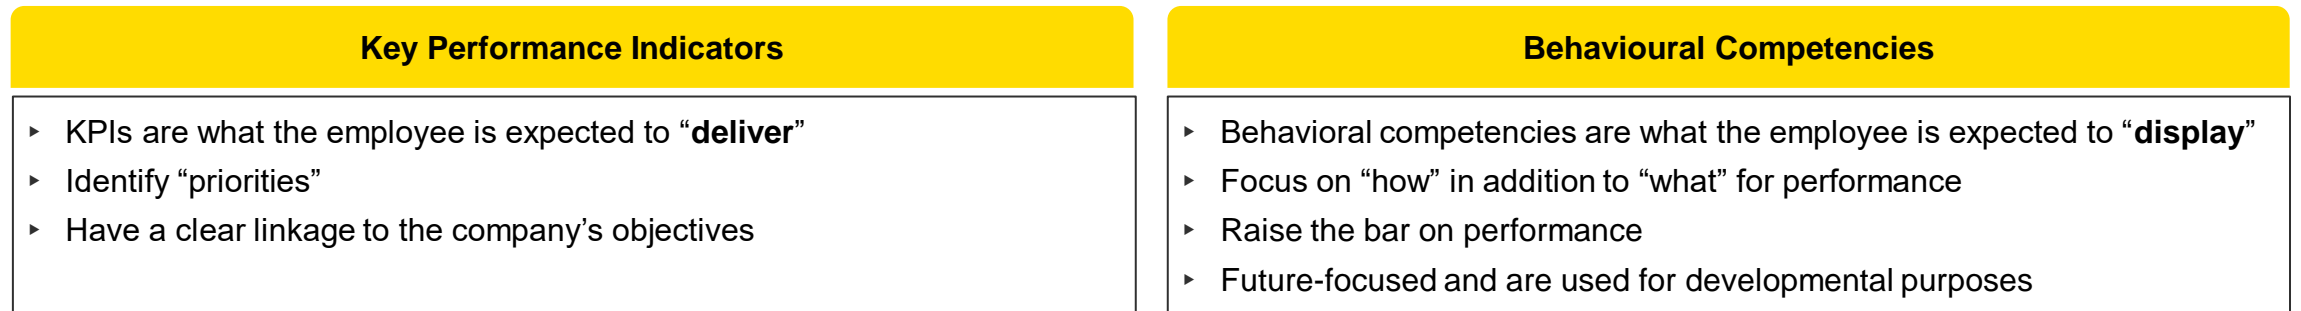 Key Performance Indicators
‣ KPIs are what the employee is expected to “deliver”
‣ Identify “priorities”
‣ Have a clear linkage to the company’s objectives
Behavioural Competencies
‣ Behavioral competencies are what the employee is expected to “display”
‣ Focus on “how” in addition to “what” for performance
‣ Raise the bar on performance
‣ Future-focused and are used for developmental purposes